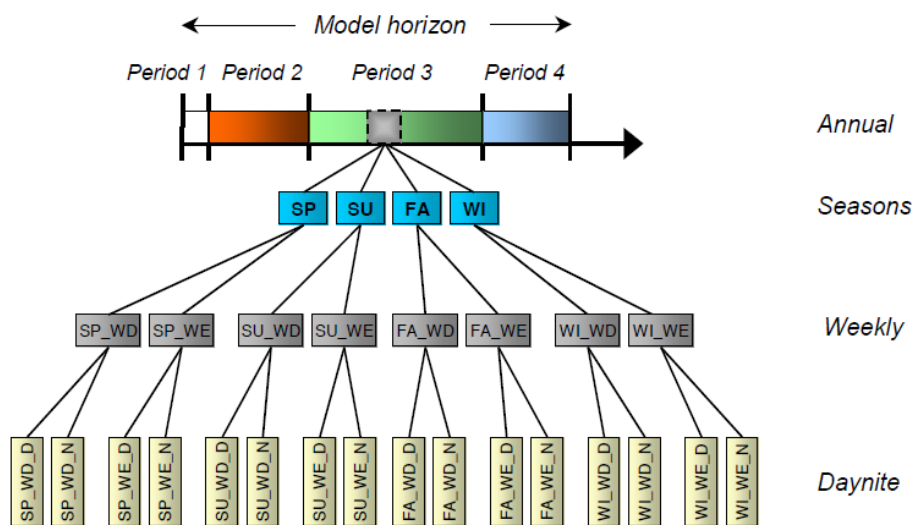 Model horizon
Period 1 Period 2 Period 3 Period 4
Annual
SP SU FA WI
Seasons
SP_WD SP_WE SU_WD SU_WE FA_WD FA_WE WI_WD WI_WE
Weekly
SP_WD_D SP_WD_N SP_WE_D SP_WE_N SU_WD_D SU_WD_N SU_WE_D SU_WE_N FA_WD_D FA_WD_N FA_WE_D FA_WE_N WI_WD_D WI_WD_N WI_WE_D WI_WE_N
Daynite